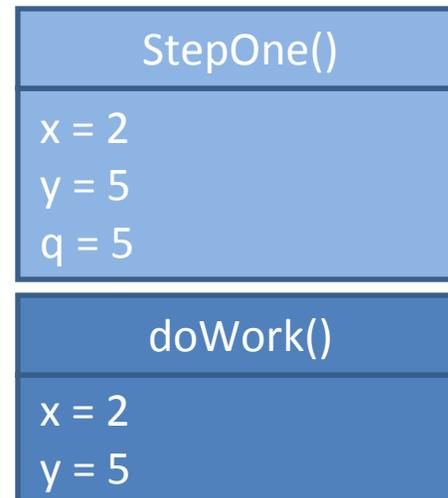 StepOne()
x = 2
y = 5
q = 5
doWork()
x = 2
y = 5